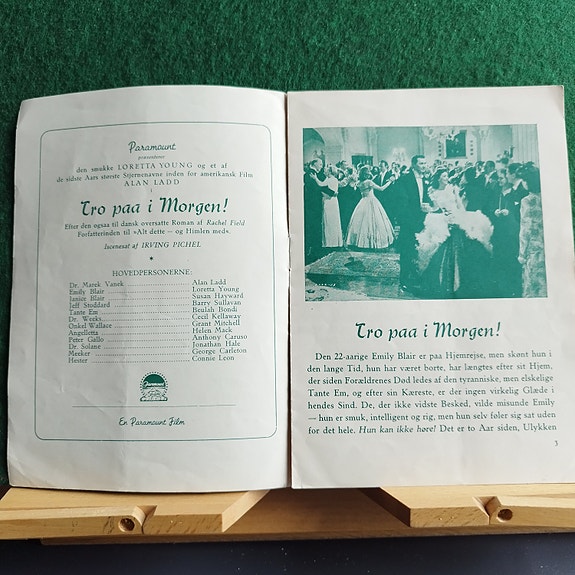 Paramount
præsenterer
den smukke LORETTA YOUNG og et af
de sidste Aars største Stjernenavne inden for amerikansk Film
ALAN LADD
i
Tro paa i Morgen!
Efter den ogsaa til dansk oversatte Roman af Rachel Field
Forfatterinden til »Alt dette — og Himlen med«.
Iscenesat af IRVING PICHEL
HOVEDPERSONERNE:
Dr. Marek Vanek Alan Ladd
Emily Blair Loretta Young
Janice Blair Susan Hayward
Jeff Stoddard Barry Sullavan
Tante Em Beulah Bondi
Dr. Weeks Cecil Kellaway
Onkel Wallace Grant Mitchell
Angelletta Helen Mack
Peter Gallo Anthony Caruso
Dr. Solane Jonathan Hale
Meeker George Carleton
Hester Connie Leon
Paramount
En Paramount Film
Tro paa i Morgen!
Den 22-aarige Emily Blair er paa Hjemrejse, men skønt hun i
den lange Tid, hun har været borte, har længtes efter sit Hjem,
der siden Forældrenes Død ledes af den tyranniske, men elskelige
Tante Em, og efter sin Kæreste, er der ingen virkelig Glæde i
hendes Sind. De, der ikke vidste Besked, vilde misunde Emily
— hun er smuk, intelligent og rig, men hun selv føler sig sat uden
for det hele. Hun kan ikke høre! Det er to Aar siden, Ulykken
3